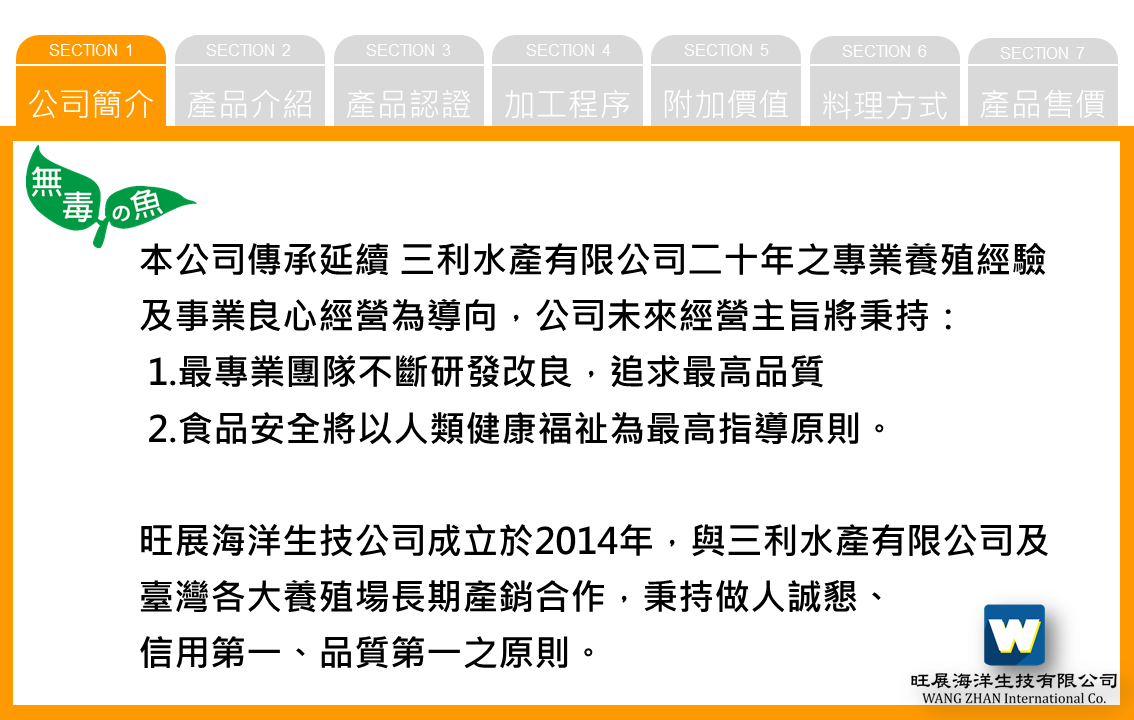 SECTION 1
SECTION 2
SECTION 3
SECTION 4
SECTION 5
SECTION 6
SECTION 7
公司簡介
產品介紹
產品認證
加工程序
附加價值
料理方式
產品售價
無毒の魚
本公司傳承延續 三利水產有限公司二十年之專業養殖經驗
及事業良心經營為導向，公司未來經營主旨將秉持：
1.最專業團隊不斷研發改良，追求最高品質
2.食品安全將以人類健康福祉為最高指導原則。
旺展海洋生技公司成立於2014年，與三利水產有限公司及
臺灣各大養殖場長期產銷合作，秉持做人誠懇、
信用第一、品質第一之原則。
W
旺展海洋生技有限公司
WANG ZHAN International Co.